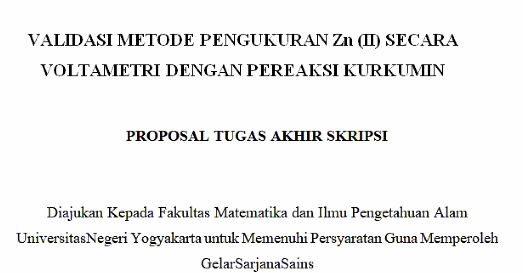 VALIDASI METODE PENGUKURAN Zn (II) SECARA
VOLTAMETRI DENGAN PEREAKSI KURKUMIN
PROPOSAL TUGAS AKHIR SKRIPSI
Diajukan Kepada Fakultas Matematika dan Ilmu Pengetahuan Alam
UniversitasNegeri Yogyakarta untuk Memenuhi Persyaratan Guna Memperoleh
GelarSarjanaSains